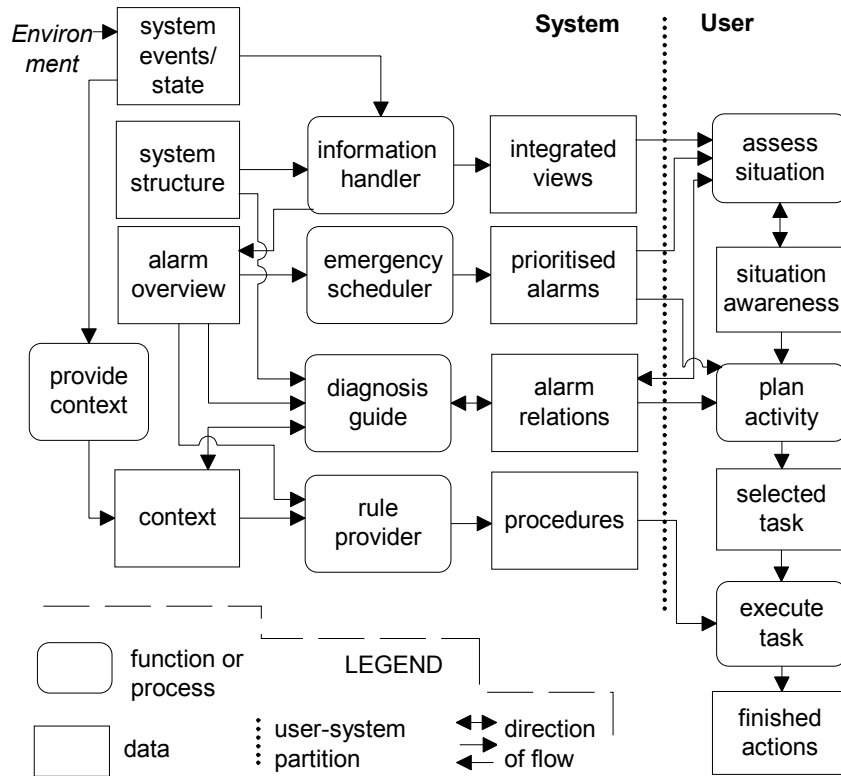 Environ
ment
system
events/
state
System
User
system
structure
information
handler
integrated
views
assess
situation
alarm
overview
emergency
scheduler
prioritised
alarms
situation
awareness
provide
context
diagnosis
guide
alarm
relations
plan
activity
context
rule
provider
procedures
selected
task
execute
task
LEGEND
function or
process
data
user-system
partition
direction
of flow
finished
actions